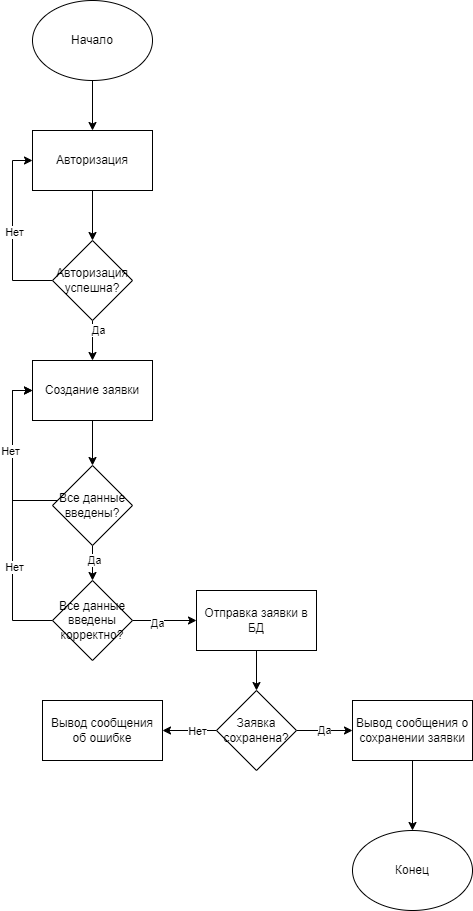 Начало
Авторизация
Нет
Авторизация
успешна?
Да
Создание заявки
Нет
Все данные
введены?
Да
Нет
Все данные
введены
корректно?
Да
Отправка заявки в
БД
Вывод сообщения
об ошибке
Нет
Заявка
сохранена?
Да
Вывод сообщения о
сохранении заявки
Конец